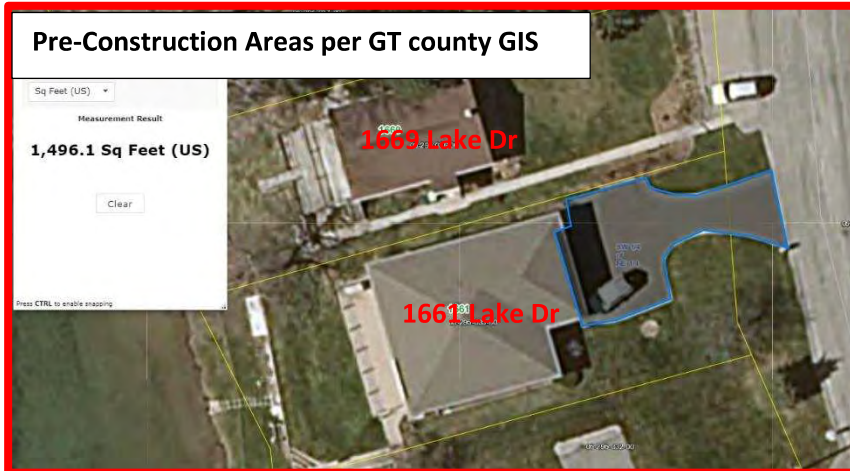 Pre-Construction Areas per GT county GIS
Sq Feet (US)
Measurement Result
1,496.1 Sq Feet (US)
Clear
Press CTRL to enable snapping
1669 Lake Dr
1661 Lake Dr